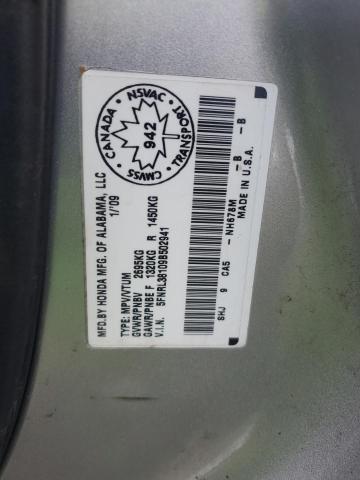 MFD.BY HONDA MFG. OF ALABAMA, LLC
1/'09
TYPE: MPV/VTUM
GVWR/PNBV 2695KG
GAWR/PNBE F 1320KG R 1450KG
V.I.N. 5FNRL38109B502941
CANADA
NSVAC
TRANSPORT
CMVSS
942
SHJ 9 CA5 -NH678M -B -B
MADE IN U.S.A.